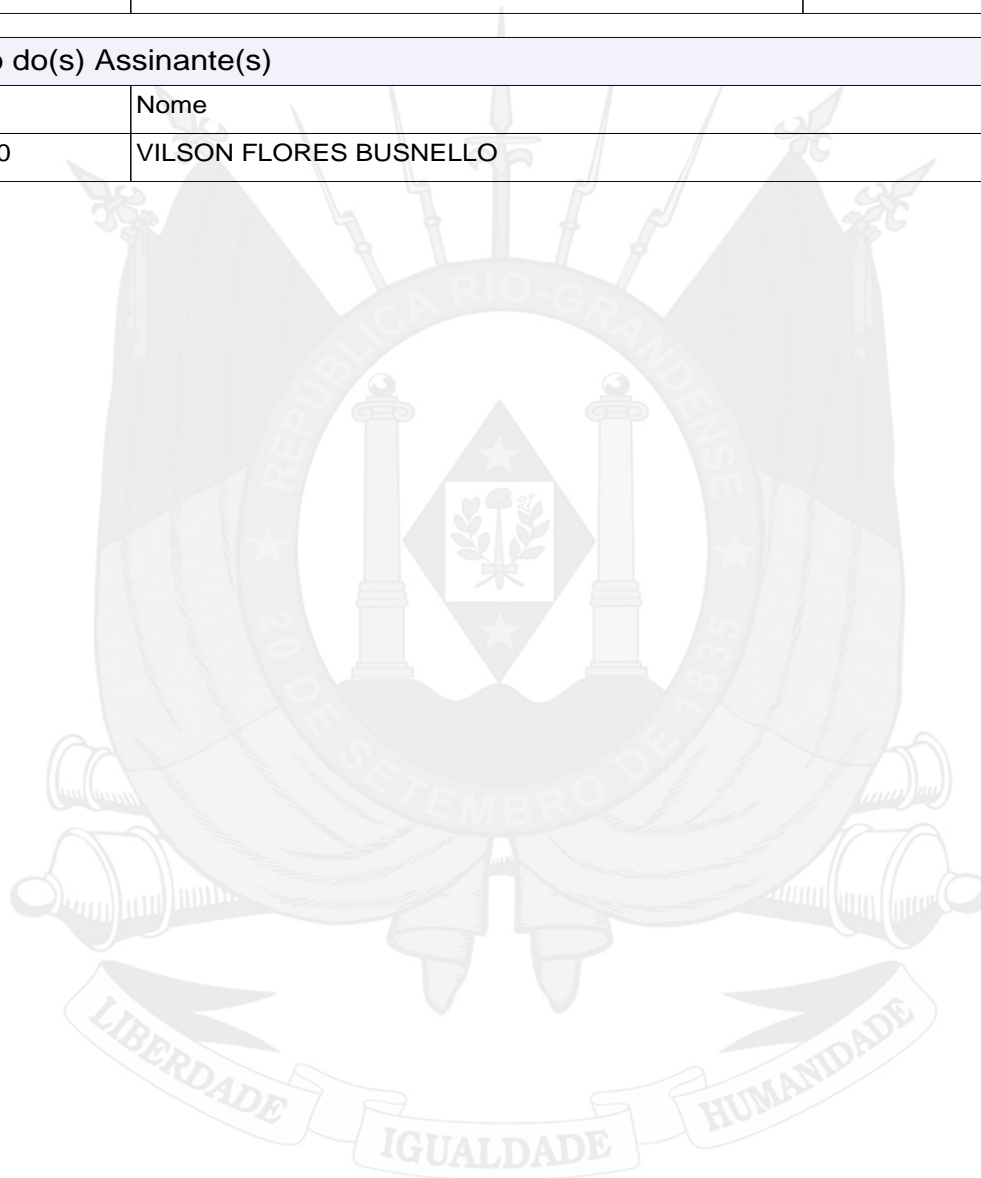 o do(s) Assinante(s)
Nome
0 VILSON FLORES BUSNELLO
REPÚBLICA RIO-GRANDENSE
20 DE SETEMBRO DE 1835
LIBERDADE IGUALDADE HUMANIDADE